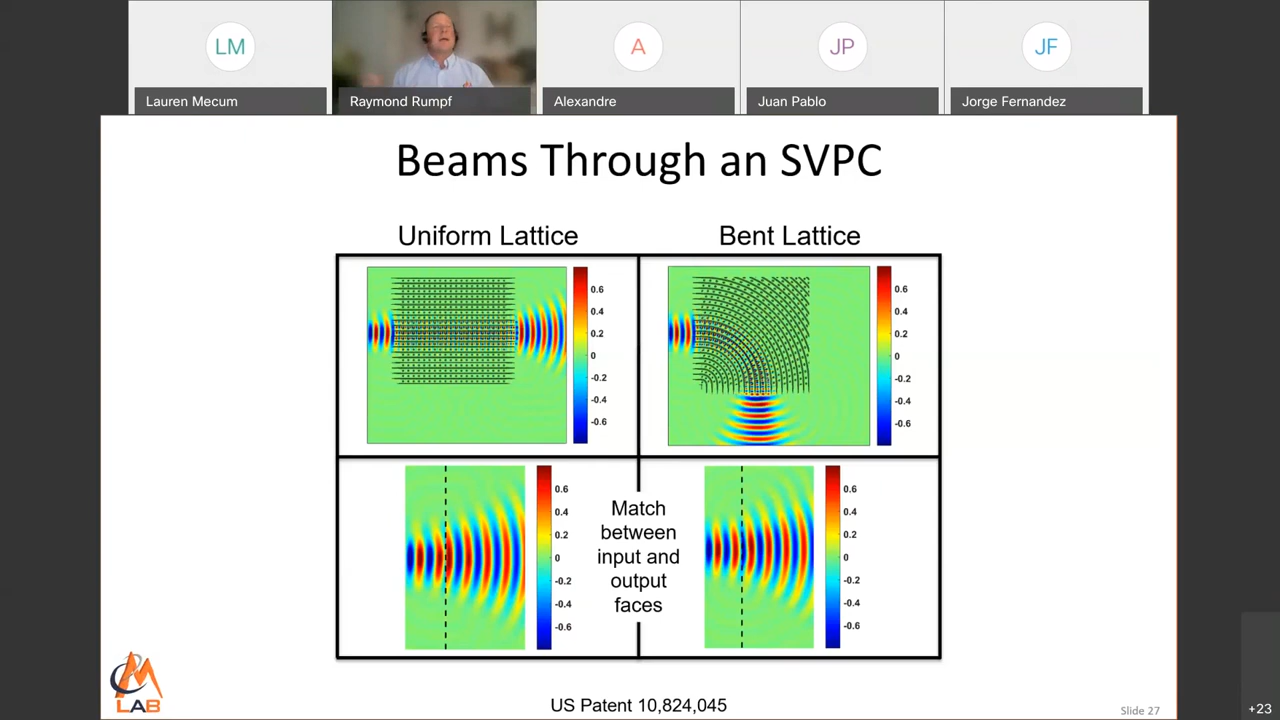 LM
A
JP
JF
Lauren Mecum
Raymond Rumpf
Alexandre
Juan Pablo
Jorge Fernandez
Beams Through an SVPC
Uniform Lattice
Bent Lattice
0.6
0.4
0.2
0
-0.2
-0.4
-0.6
0.6
0.4
0.2
0
-0.2
-0.4
-0.6
0.6
0.4
0.2
0
-0.2
-0.4
-0.6
Match
between
input and
output
faces
0.6
0.4
0.2
0
-0.2
-0.4
-0.6
EM
LAB
US Patent 10,824,045
Slide 27
+23